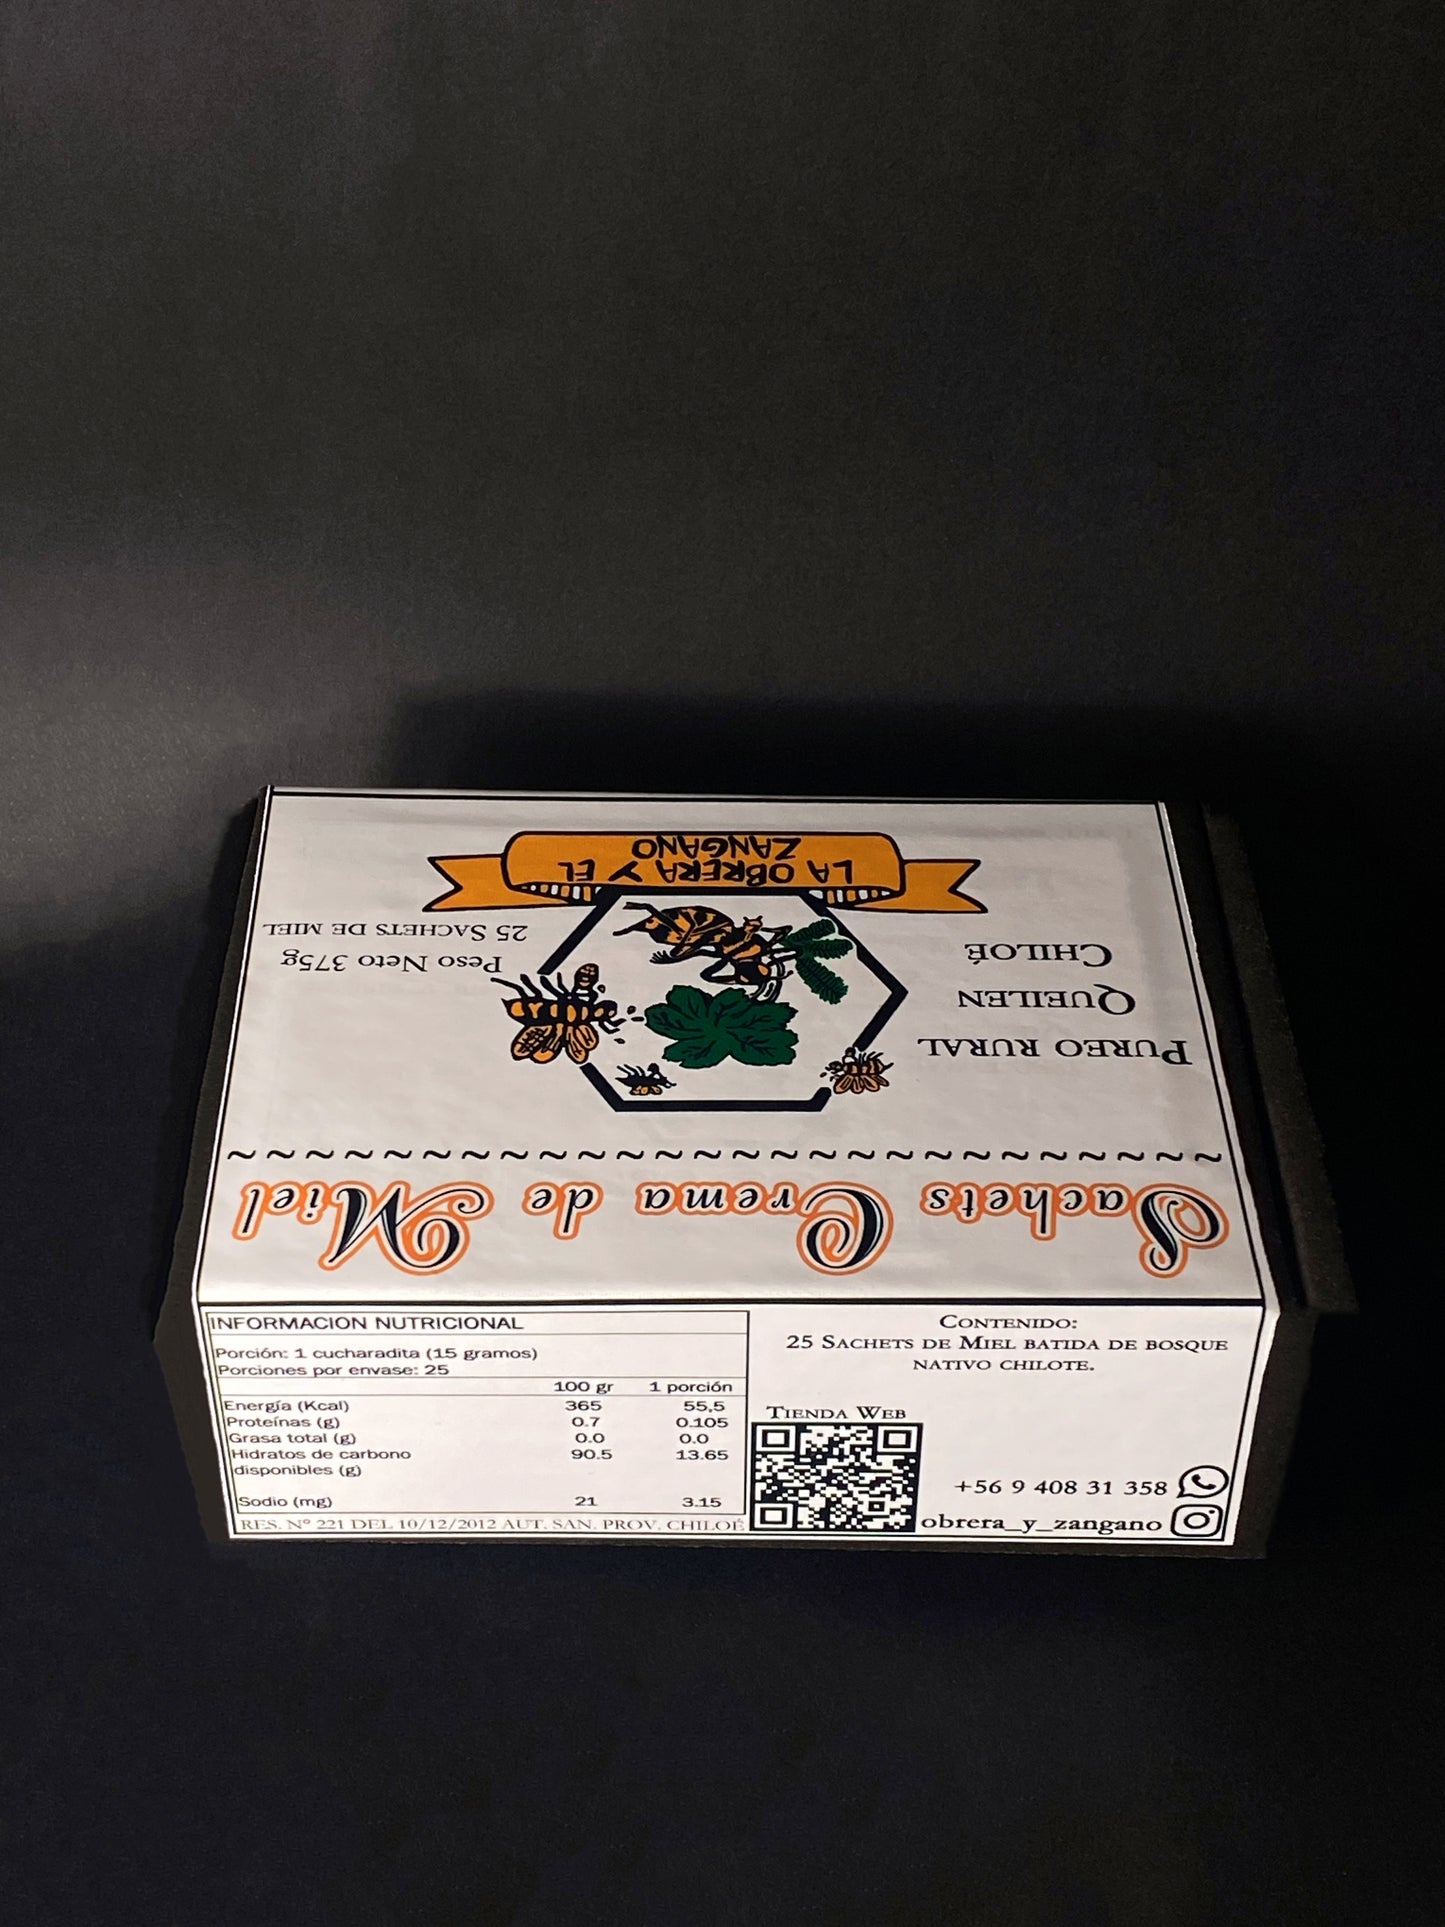 LA OBRERA Y EL
ZANGANO
25 Sachets de miel
Peso Neto 375g
Pureo rural
Queilen
Chiloé
~~~~~~~~~~~~~~~~~~~~~~~~~~
Sachets Crema de Miel
INFORMACION NUTRICIONAL
Porción: 1 cucharadita (15 gramos)
Porciones por envase: 25
100 gr 1 porción
Energía (Kcal) 365 55,5
Proteínas (g) 0.7 0.105
Grasa total (g) 0.0 0.0
Hidratos de carbono 90.5 13.65
disponibles (g)
Sodio (mg) 21 3.15
RES. Nº 221 DEL 10/12/2012 AUT. SAN. PROV. CHILOÉ
Contenido:
25 Sachets de Miel batida de bosque
nativo chilote.
Tienda Web
+56 9 408 31 358
obrera_y_zangano